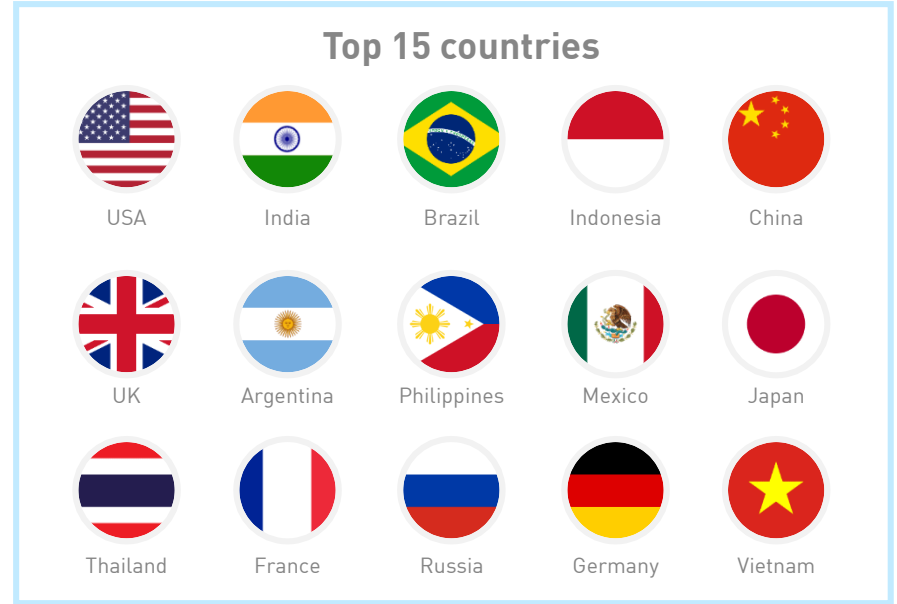 Top 15 countries
USA India Brazil Indonesia China
UK Argentina Philippines Mexico Japan
Thailand France Russia Germany Vietnam